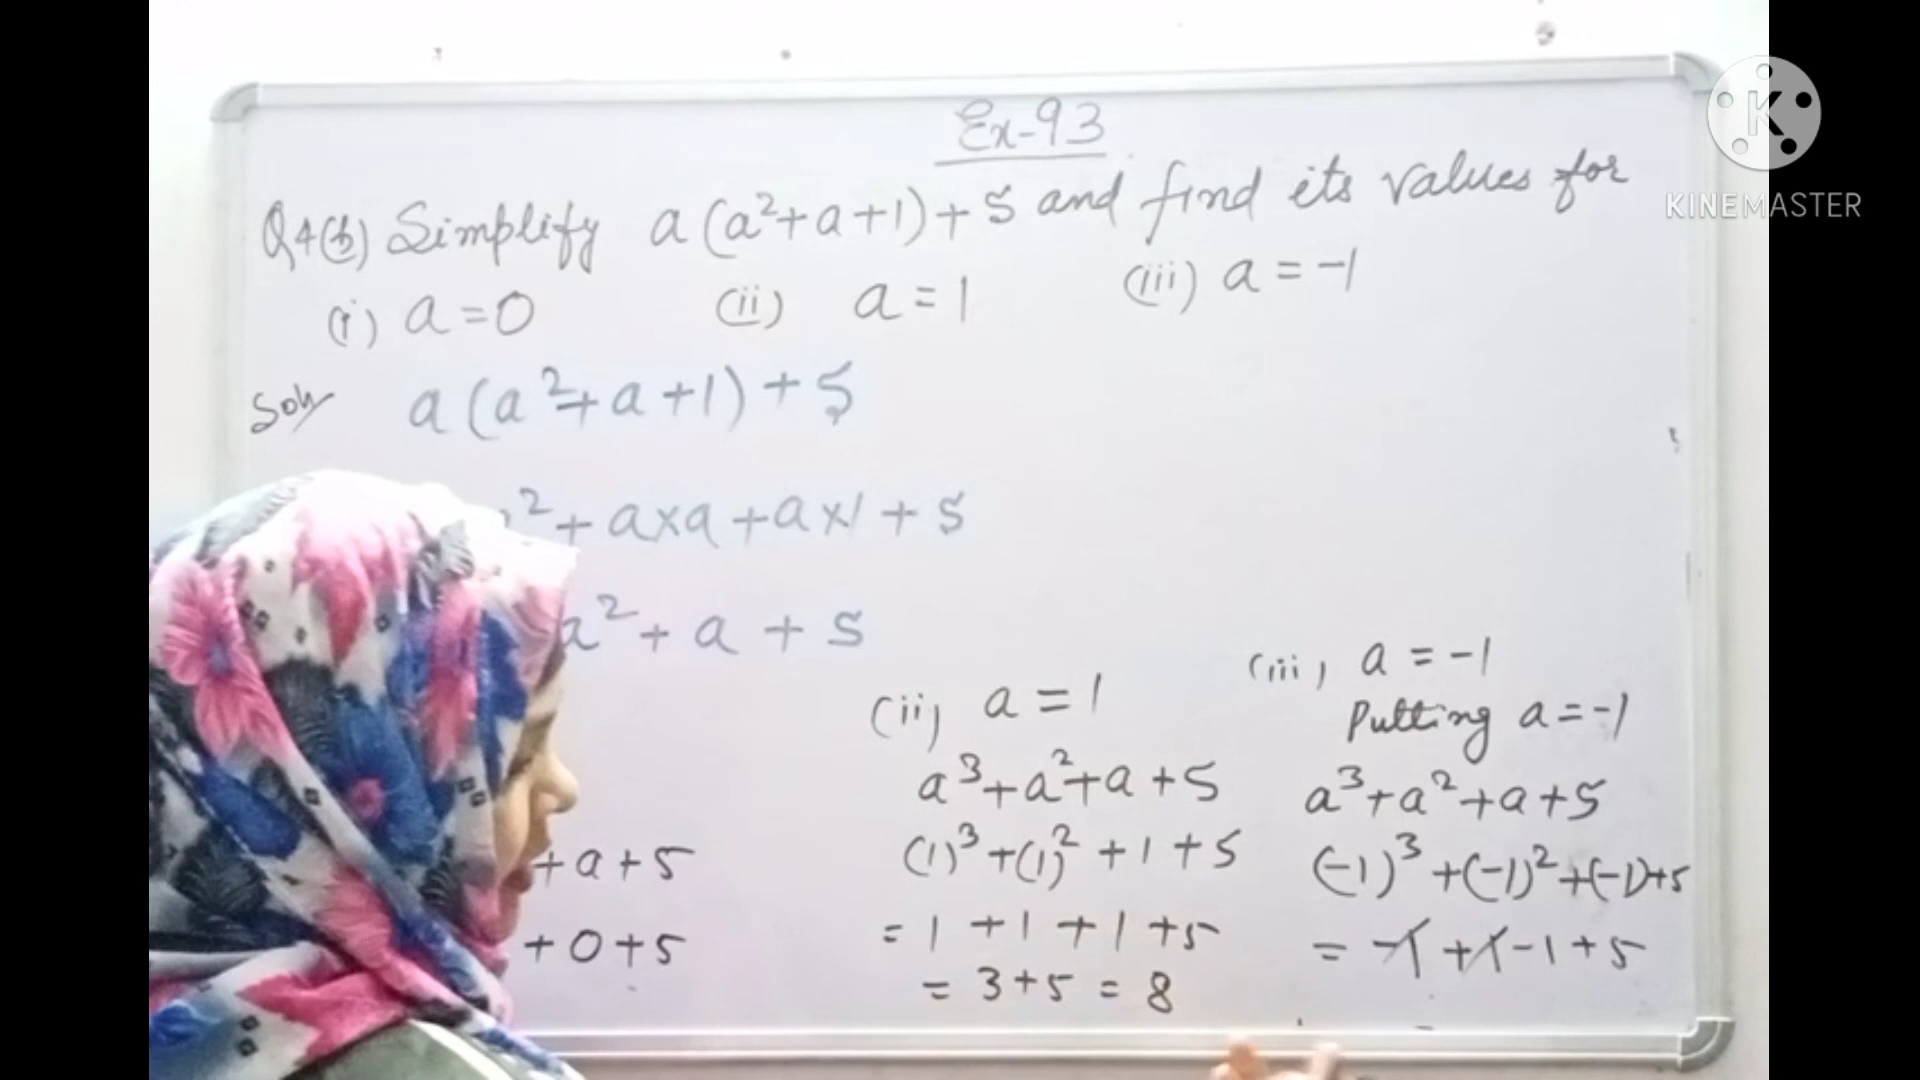 Ex-93
Q4(b) Simplify a(a²+a+1)+5 and find its values for
(i) a=0 (ii) a=1 (iii) a=-1
Soln a(a²+a+1)+5
²+axa+ax1+5
a²+a+5
(ii) a=1
a³+a²+a+5
(1)³+(1)²+1+5
=1+1+1+5
=3+5=8
(iii) a=-1
Putting a=-1
a³+a²+a+5
(-1)³+(-1)²+(-1)+5
=-1+1-1+5
+a+5
+0+5
KINEMASTER